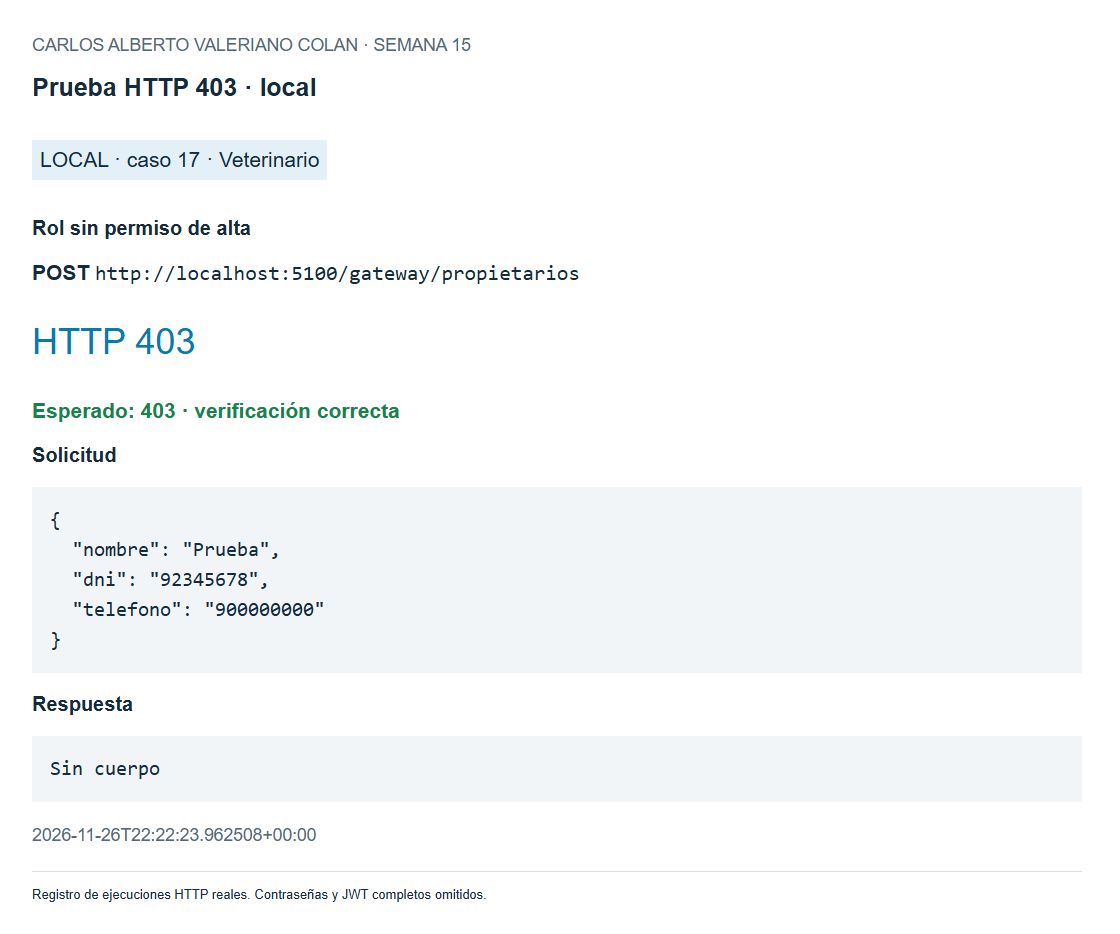 CARLOS ALBERTO VALERIANO COLAN · SEMANA 15
Prueba HTTP 403 · local
LOCAL · caso 17 · Veterinario
Rol sin permiso de alta
POST http://localhost:5100/gateway/propietarios
HTTP 403
Esperado: 403 · verificación correcta
Solicitud
{
  "nombre": "Prueba",
  "dni": "92345678",
  "telefono": "900000000"
}
Respuesta
Sin cuerpo
2026-11-26T22:22:23.962508+00:00
Registro de ejecuciones HTTP reales. Contraseñas y JWT completos omitidos.